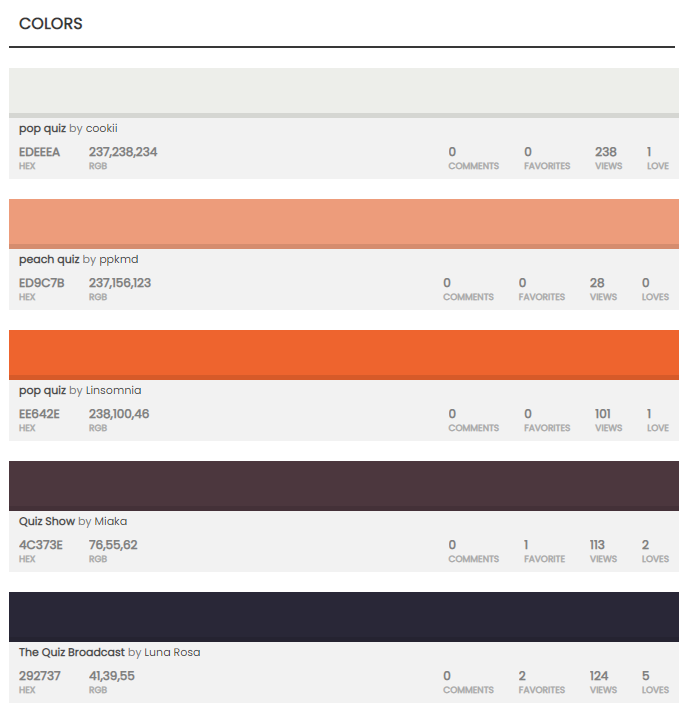 COLORS
pop quiz by cookii
EDEEEA 237,238,234 0 0 238 1
HEX RGB COMMENTS FAVORITES VIEWS LOVE
peach quiz by ppkmd
ED9C7B 237,156,123 0 0 28 0
HEX RGB COMMENTS FAVORITES VIEWS LOVES
pop quiz by Linsomnia
EE642E 238,100,46 0 0 101 1
HEX RGB COMMENTS FAVORITES VIEWS LOVE
Quiz Show by Miaka
4C373E 76,55,62 0 1 113 2
HEX RGB COMMENTS FAVORITE VIEWS LOVES
The Quiz Broadcast by Luna Rosa
292737 41,39,55 0 2 124 5
HEX RGB COMMENTS FAVORITES VIEWS LOVES